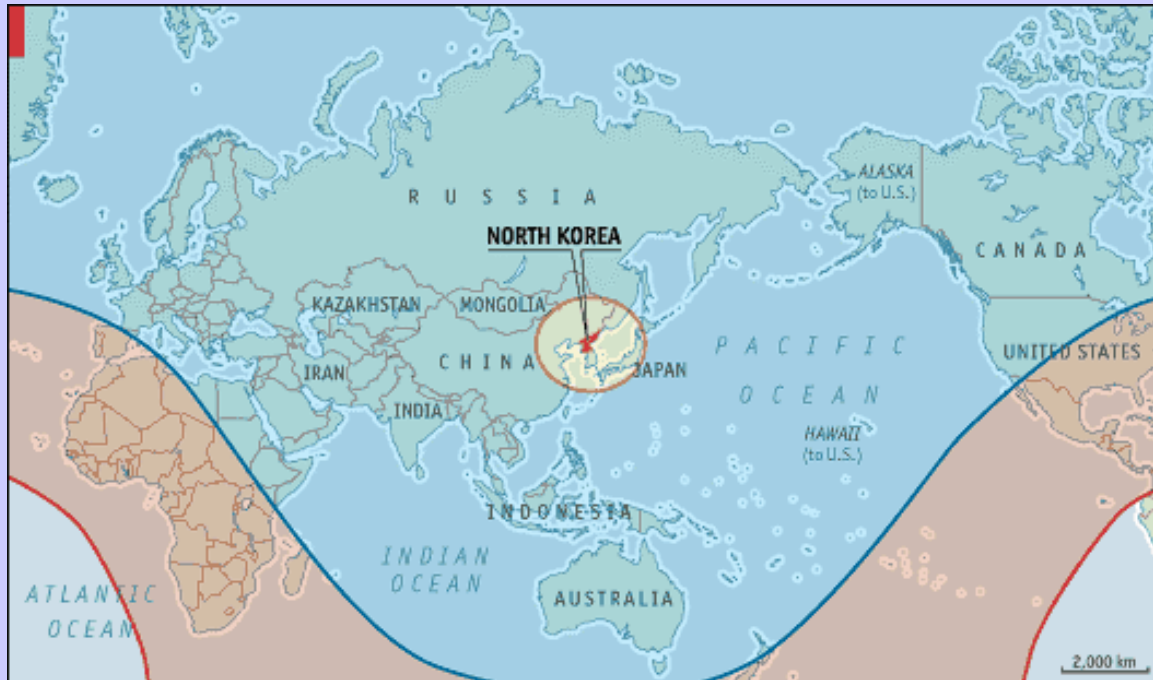 ALASKA
(to U.S.)
RUSSIA
NORTH KOREA
CANADA
KAZAKHSTAN
MONGOLIA
PACIFIC
OCEAN
UNITED STATES
CHINA
JAPAN
IRAN
INDIA
HAWAII
(to U.S.)
INDONESIA
INDIAN
OCEAN
ATLANTIC
OCEAN
AUSTRALIA
2,000 km